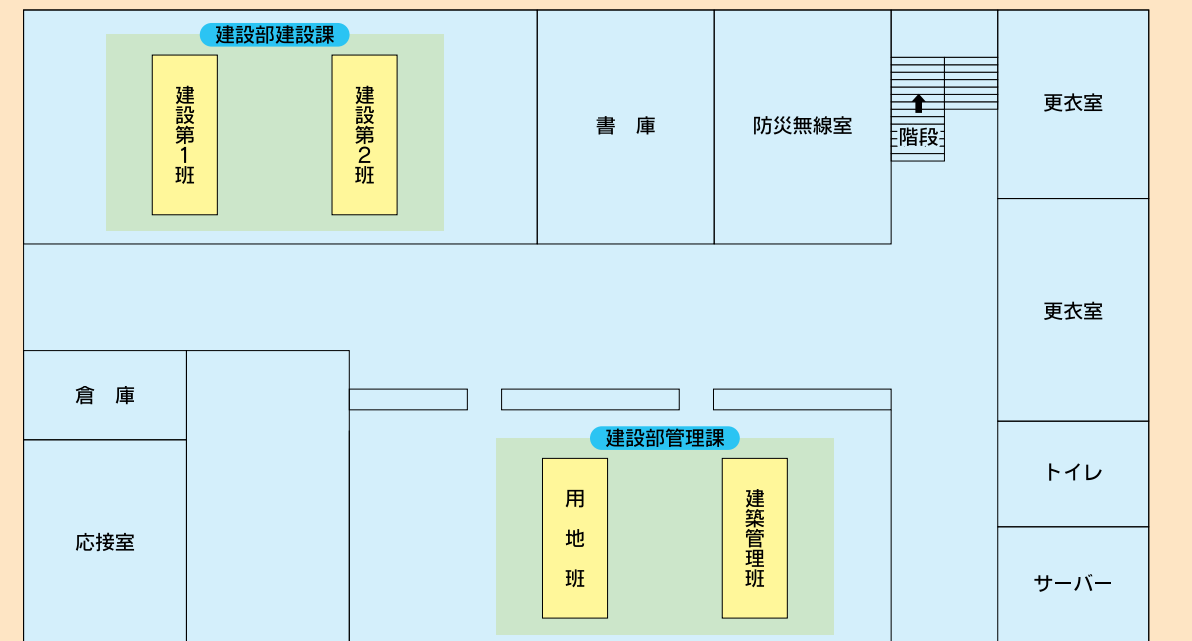 建設部建設課
建設第1班
建設第2班
書　庫
防災無線室
階段
更衣室
更衣室
倉　庫
応接室
建設部管理課
用地班
建築管理班
トイレ
サーバー